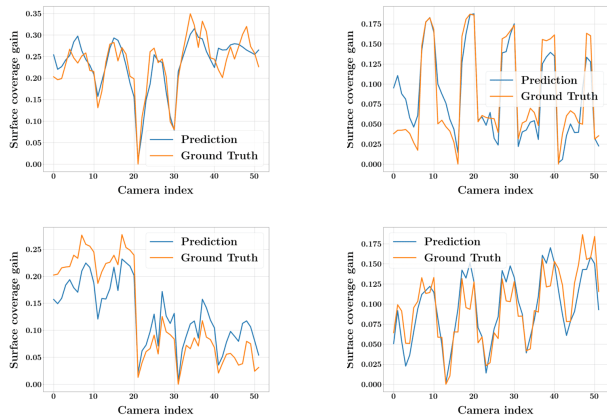 0.35
0.30
0.25
0.20
0.15
0.10
0.05
0.00
Surface coverage gain
Prediction
Ground Truth
0 10 20 30 40 50
Camera index
0.175
0.150
0.125
0.100
0.075
0.050
0.025
0.000
Surface coverage gain
Prediction
Ground Truth
0 10 20 30 40 50
Camera index
0.25
0.20
0.15
0.10
0.05
0.00
Surface coverage gain
Prediction
Ground Truth
0 10 20 30 40 50
Camera index
0.175
0.150
0.125
0.100
0.075
0.050
0.025
0.000
Surface coverage gain
Prediction
Ground Truth
0 10 20 30 40 50
Camera index